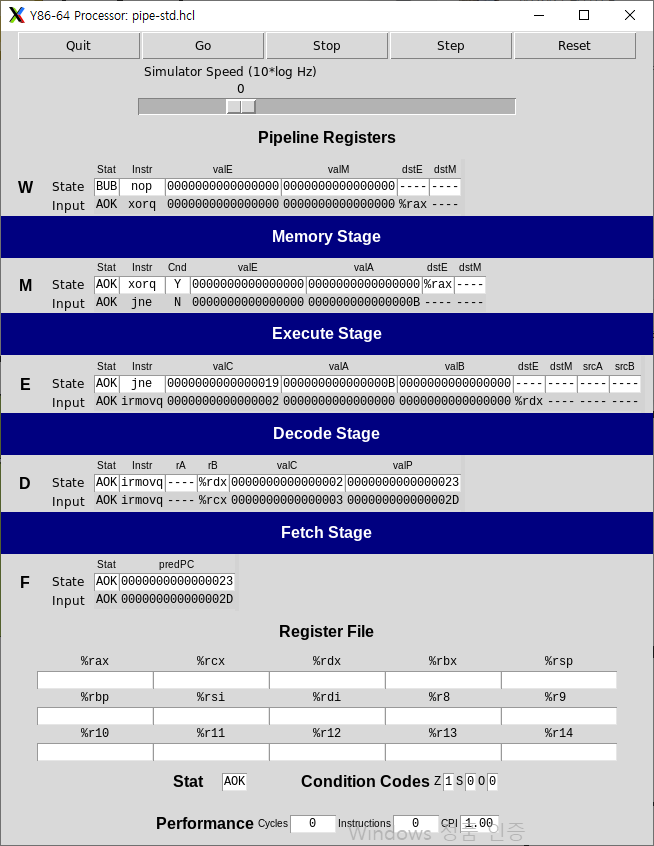 Y86-64 Processor: pipe-std.hcl
Quit Go Stop Step Reset
Simulator Speed (10*log Hz)
0
Pipeline Registers
Stat Instr valE valM dstE dstM
W State BUB nop 0000000000000000 0000000000000000 ---- ----
Input AOK xorq 0000000000000000 0000000000000000 %rax ----
Memory Stage
Stat Instr Cnd valE valA dstE dstM
M State AOK xorq Y 0000000000000000 0000000000000000 %rax ----
Input AOK jne N 0000000000000000 000000000000000B ---- ----
Execute Stage
Stat Instr valC valA valB dstE dstM srcA srcB
E State AOK jne 0000000000000019 000000000000000B 0000000000000000 ---- ---- ---- ----
Input AOK irmovq 0000000000000002 0000000000000000 0000000000000000 %rdx ---- ---- ----
Decode Stage
Stat Instr rA rB valC valP
D State AOK irmovq ---- %rdx 0000000000000002 0000000000000023
Input AOK irmovq ---- %rcx 0000000000000003 000000000000002D
Fetch Stage
Stat predPC
F State AOK 0000000000000023
Input AOK 000000000000002D
Register File
%rax %rcx %rdx %rbx %rsp
%rbp %rsi %rdi %r8 %r9
%r10 %r11 %r12 %r13 %r14
Stat AOK Condition Codes Z 1 S 0 O 0
Performance Cycles 0 Instructions 0 CPI 1.00
Windows 정품 인증